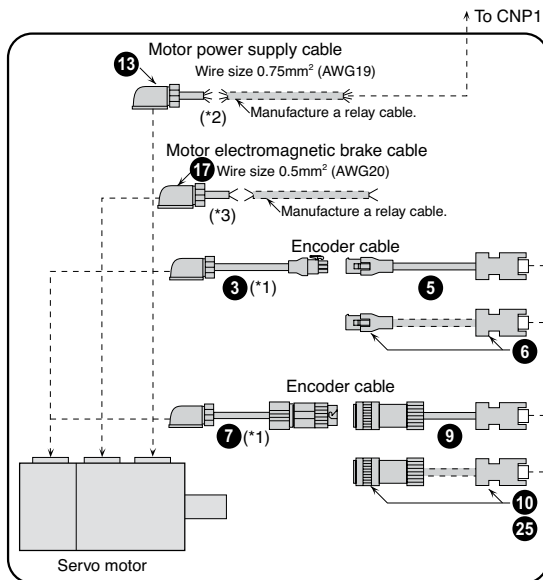 To CNP1
Motor power supply cable
13
Wire size 0.75mm² (AWG19)
(*2)
Manufacture a relay cable.
Motor electromagnetic brake cable
17 Wire size 0.5mm² (AWG20)
(*3)
Manufacture a relay cable.
Encoder cable
3 (*1)
5
6
Encoder cable
7 (*1)
9
10
25
Servo motor